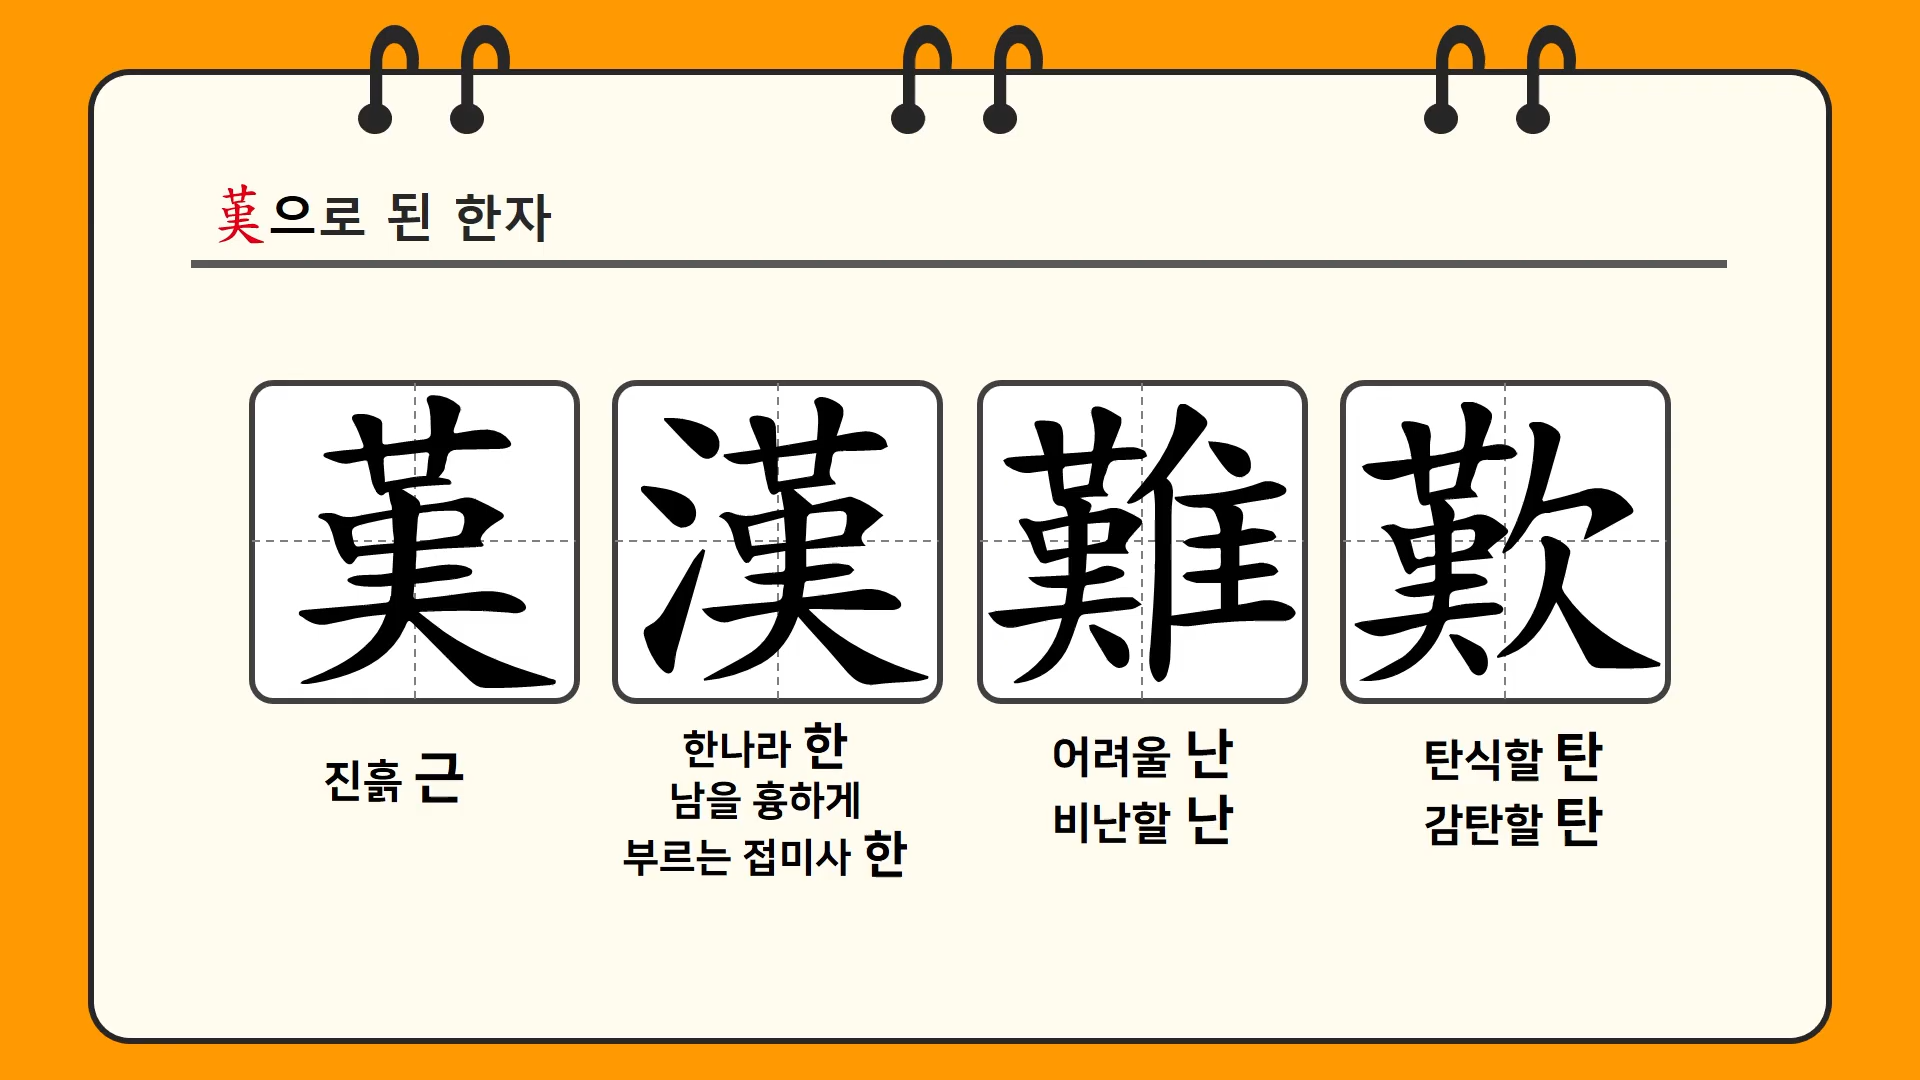 𦰩으로 된 한자
𦰩 漢 難 歎
진흙 근
한나라 한
남을 흉하게
부르는 접미사 한
어려울 난
비난할 난
탄식할 탄
감탄할 탄